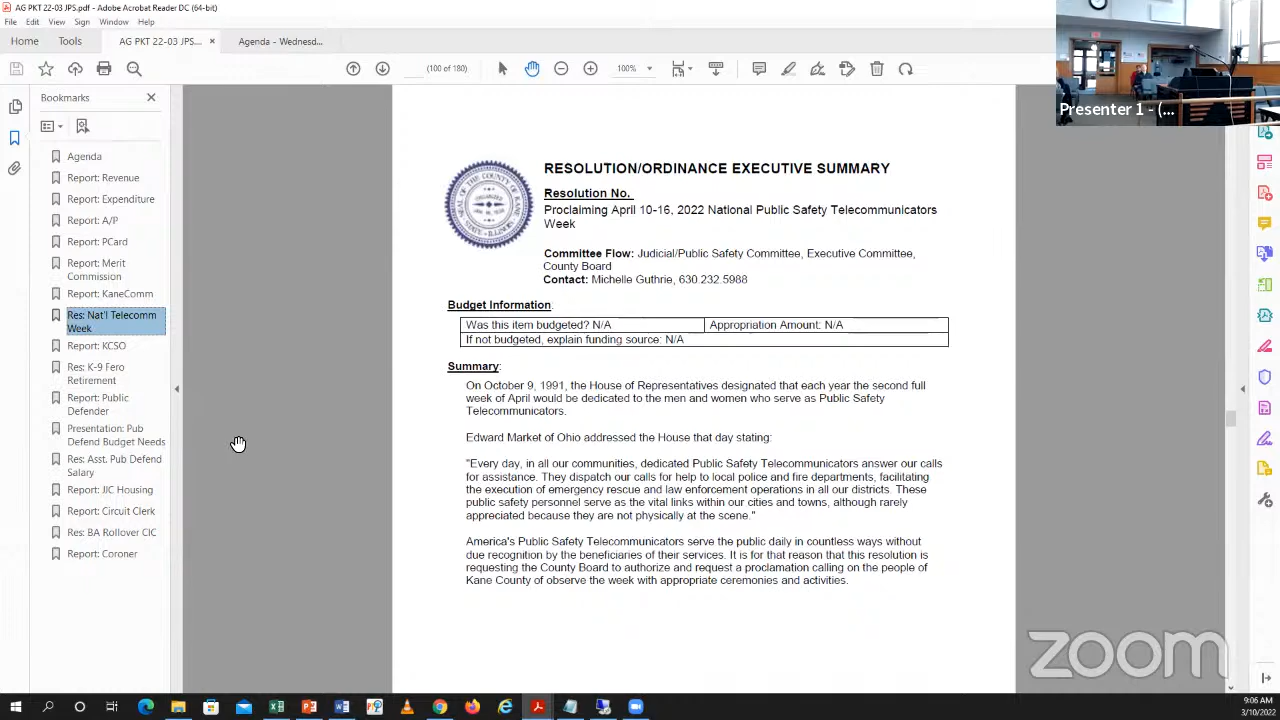 AG PKT 22-03 JPS.pdf - Adobe Acrobat Reader DC (64-bit)
File Edit View Sign Window Help
Home Tools AG PKT 22-03 JPS... × Agenda - Wednesd...
(100 of 180) 100%
Presenter 1 - (...
Bookmarks
Agenda
Report: Revenue
Report: Expenditure
Report: A/P
Report: PCard
Report: Merit
Commission
Report: KaneComm
Res: Nat'l Telecomm
Week
Report: KCSO
Res: K-9 Fero
Retirement
Report: Public
Defender
Presentation: Pub
Defend Budget Needs
Res: Asst. Pub Defend
Salary
Report: JJC Housing
Report: Circuit Clerk
Res: BA Rollover CIC
Report: Coroner
RESOLUTION/ORDINANCE EXECUTIVE SUMMARY
Resolution No.
Proclaiming April 10-16, 2022 National Public Safety Telecommunicators
Week
Committee Flow: Judicial/Public Safety Committee, Executive Committee,
County Board
Contact: Michelle Guthrie, 630.232.5988
Budget Information:
Was this item budgeted? N/A Appropriation Amount: N/A
If not budgeted, explain funding source: N/A
Summary:
On October 9, 1991, the House of Representatives designated that each year the second full
week of April would be dedicated to the men and women who serve as Public Safety
Telecommunicators.
Edward Market of Ohio addressed the House that day stating:
"Every day, in all our communities, dedicated Public Safety Telecommunicators answer our calls
for assistance. They dispatch our calls for help to local police and fire departments, facilitating
the execution of emergency rescue and law enforcement operations in all our districts. These
public safety personnel serve as the vital links within our cities and towns, although rarely
appreciated because they are not physically at the scene."
America's Public Safety Telecommunicators serve the public daily in countless ways without
due recognition by the beneficiaries of their services. It is for that reason that this resolution is
requesting the County Board to authorize and request a proclamation calling on the people of
Kane County of observe the week with appropriate ceremonies and activities.
zoom
9:06 AM
3/10/2022